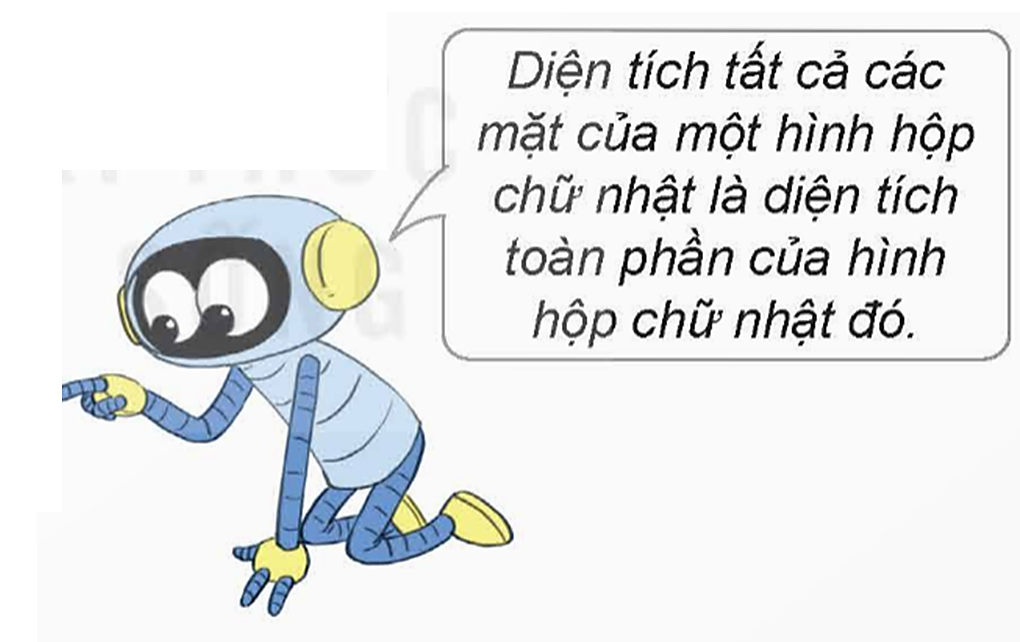 Diện tích tất cả các
mặt của một hình hộp
chữ nhật là diện tích
toàn phần của hình
hộp chữ nhật đó.